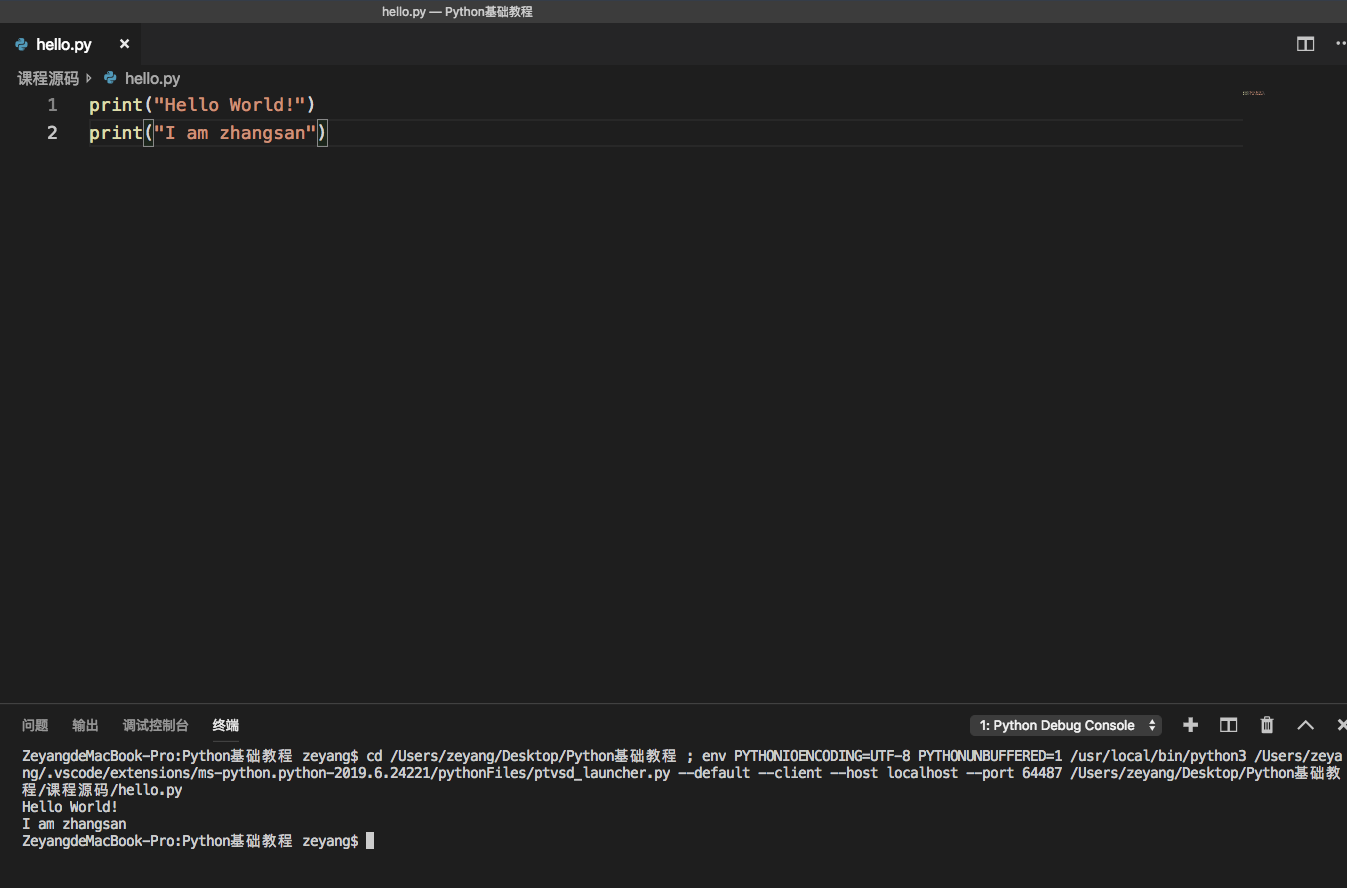 hello.py — Python基础教程
hello.py
课程源码 hello.py
1 print("Hello World!")
2 print("I am zhangsan")
问题 输出 调试控制台 终端 1: Python Debug Console
ZeyangdeMacBook-Pro:Python基础教程 zeyang$ cd /Users/zeyang/Desktop/Python基础教程 ; env PYTHONIOENCODING=UTF-8 PYTHONUNBUFFERED=1 /usr/local/bin/python3 /Users/zeya
ng/.vscode/extensions/ms-python.python-2019.6.24221/pythonFiles/ptvsd_launcher.py --default --client --host localhost --port 64487 /Users/zeyang/Desktop/Python基础教
程/课程源码/hello.py
Hello World!
I am zhangsan
ZeyangdeMacBook-Pro:Python基础教程 zeyang$